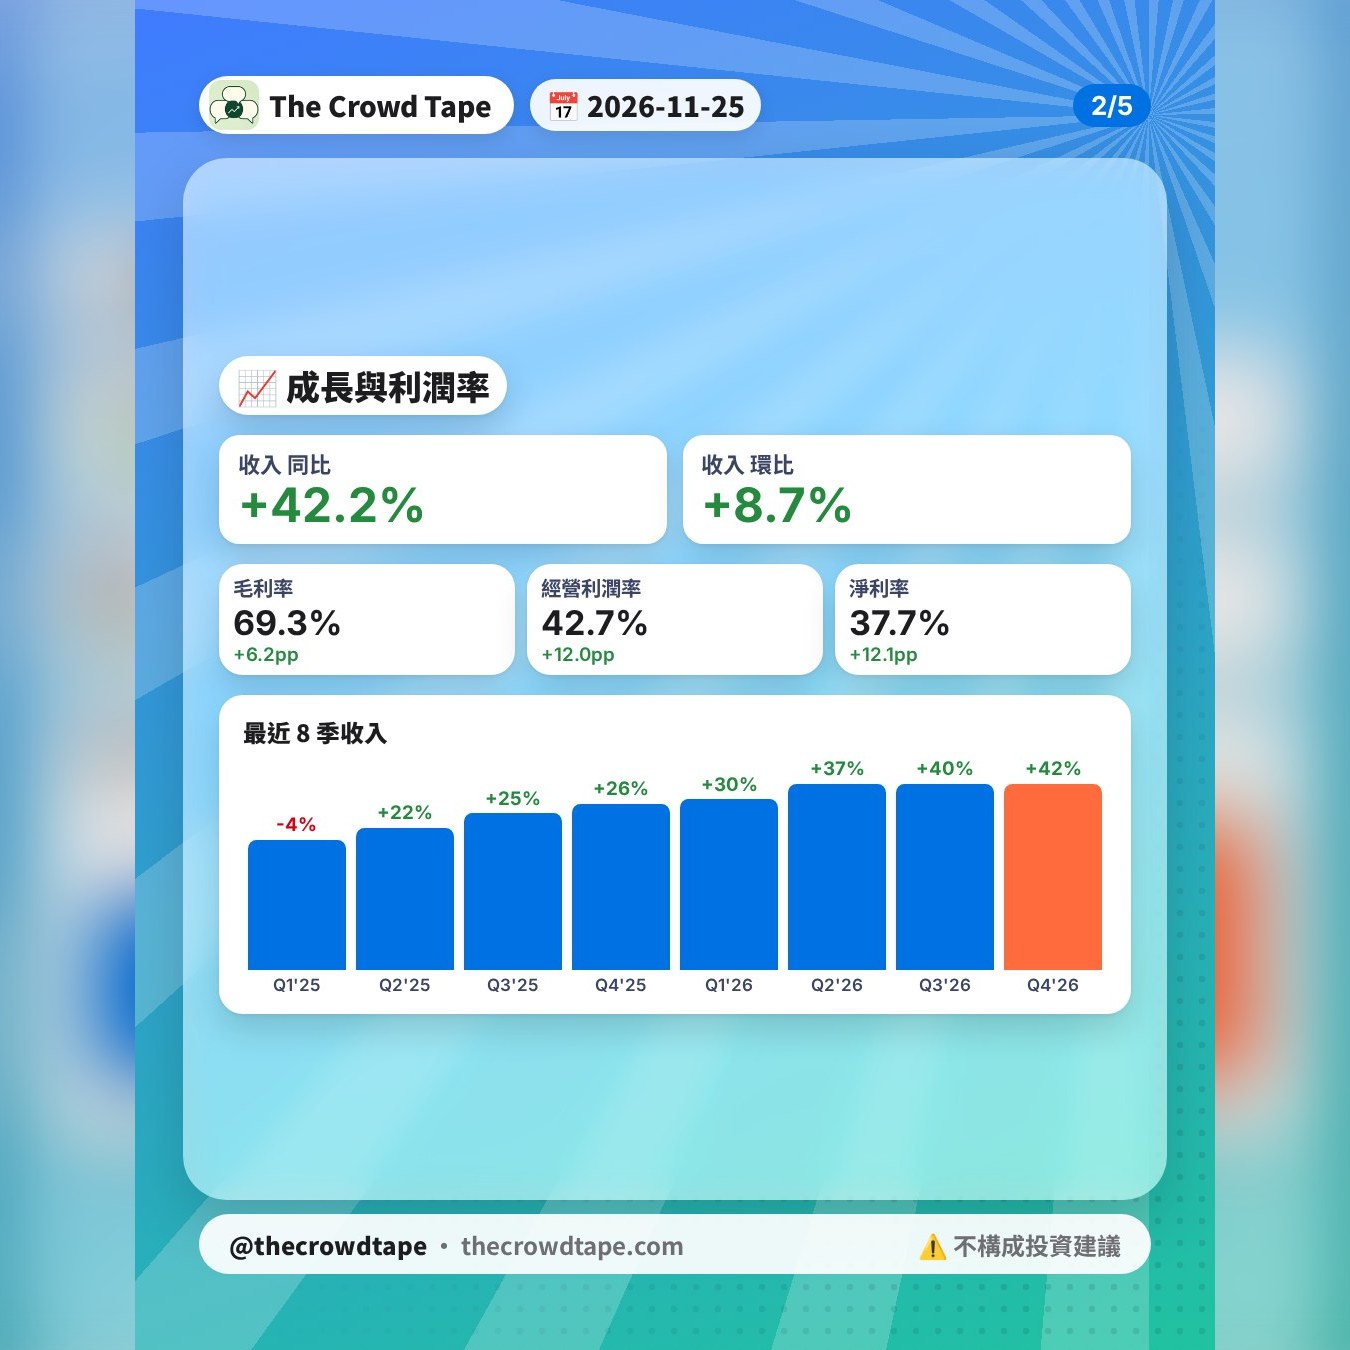 The Crowd Tape
July
17
2026-11-25
2/5
成長與利潤率
收入 同比
+42.2%
收入 環比
+8.7%
毛利率
69.3%
+6.2pp
經營利潤率
42.7%
+12.0pp
淨利率
37.7%
+12.1pp
最近 8 季收入
-4%
+22%
+25%
+26%
+30%
+37%
+40%
+42%
Q1'25
Q2'25
Q3'25
Q4'25
Q1'26
Q2'26
Q3'26
Q4'26
@thecrowdtape • thecrowdtape.com
不構成投資建議